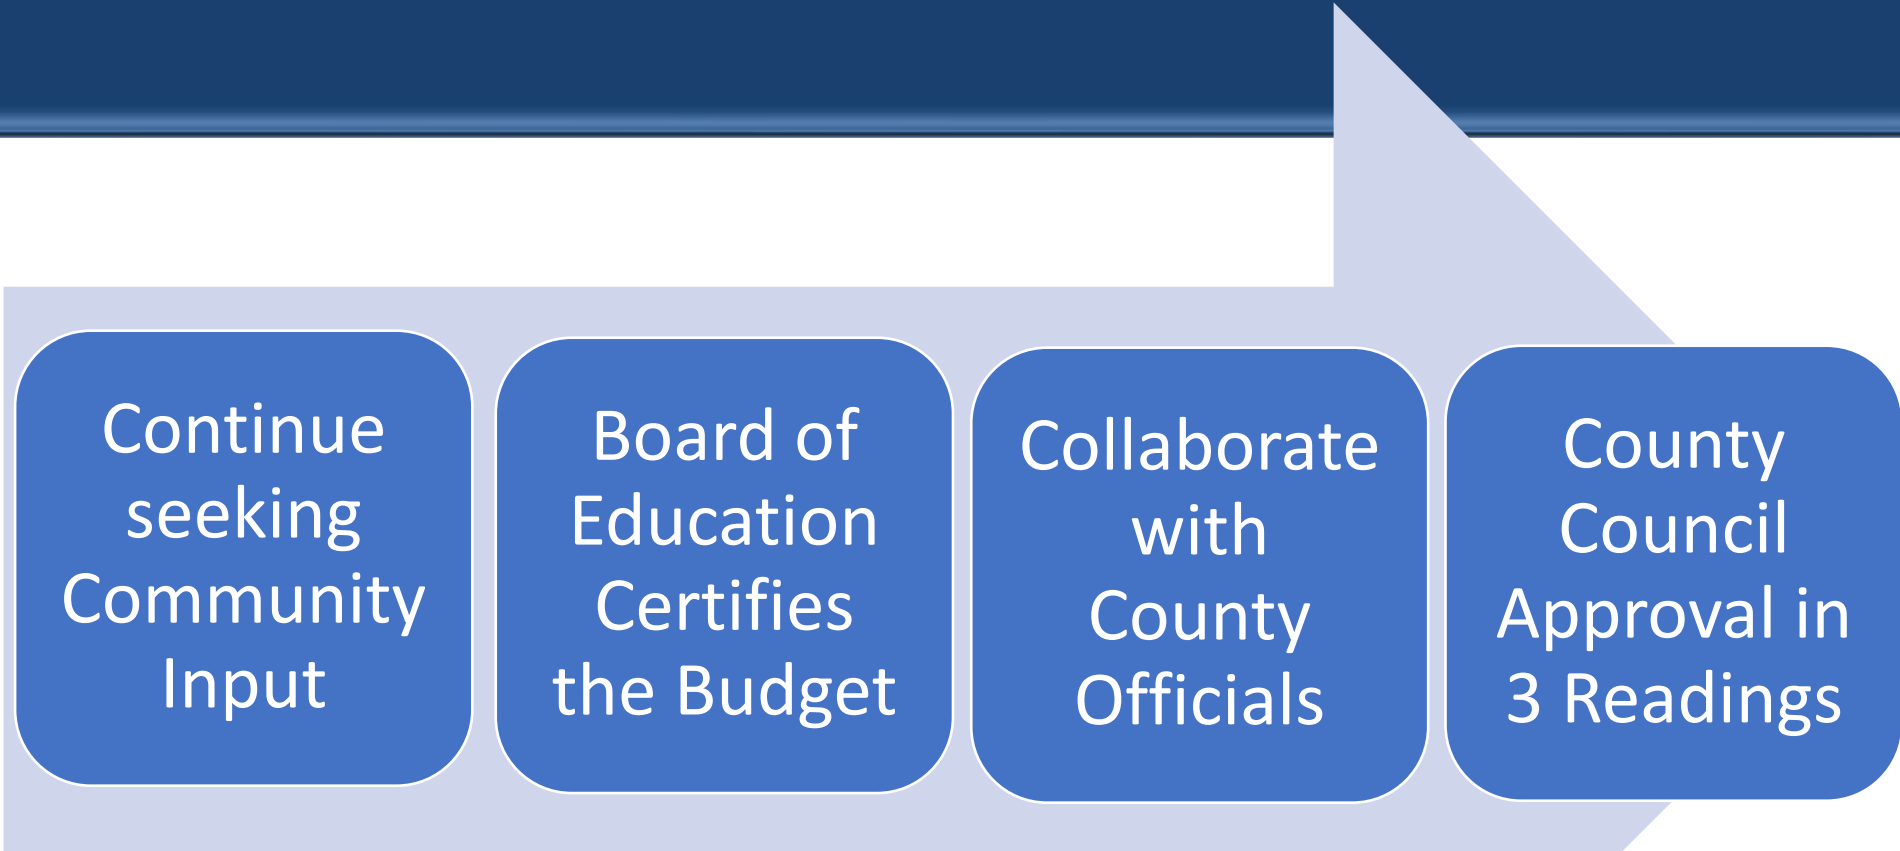 Continue
seeking
Community
Input
Board of
Education
Certifies
the Budget
Collaborate
with
County
Officials
County
Council
Approval in
3 Readings